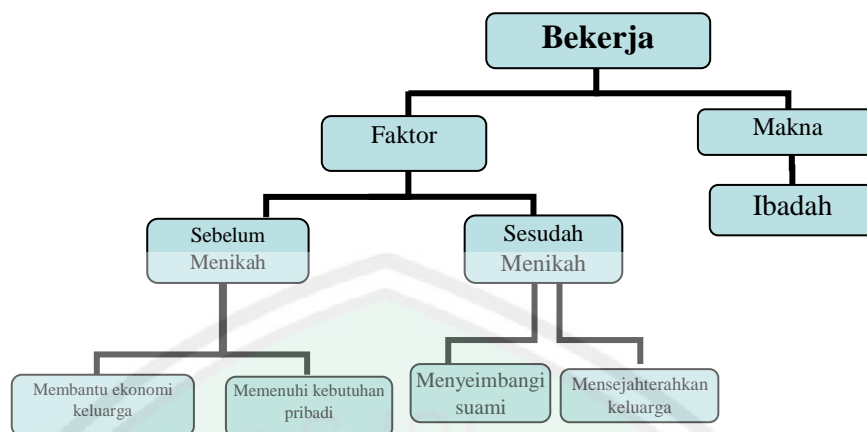 Bekerja
Faktor
Makna
Ibadah
Sebelum
Menikah
Sesudah
Menikah
Membantu ekonomi
keluarga
Memenuhi kebutuhan
pribadi
Menyeimbangi
suami
Mensejahterahkan
keluarga